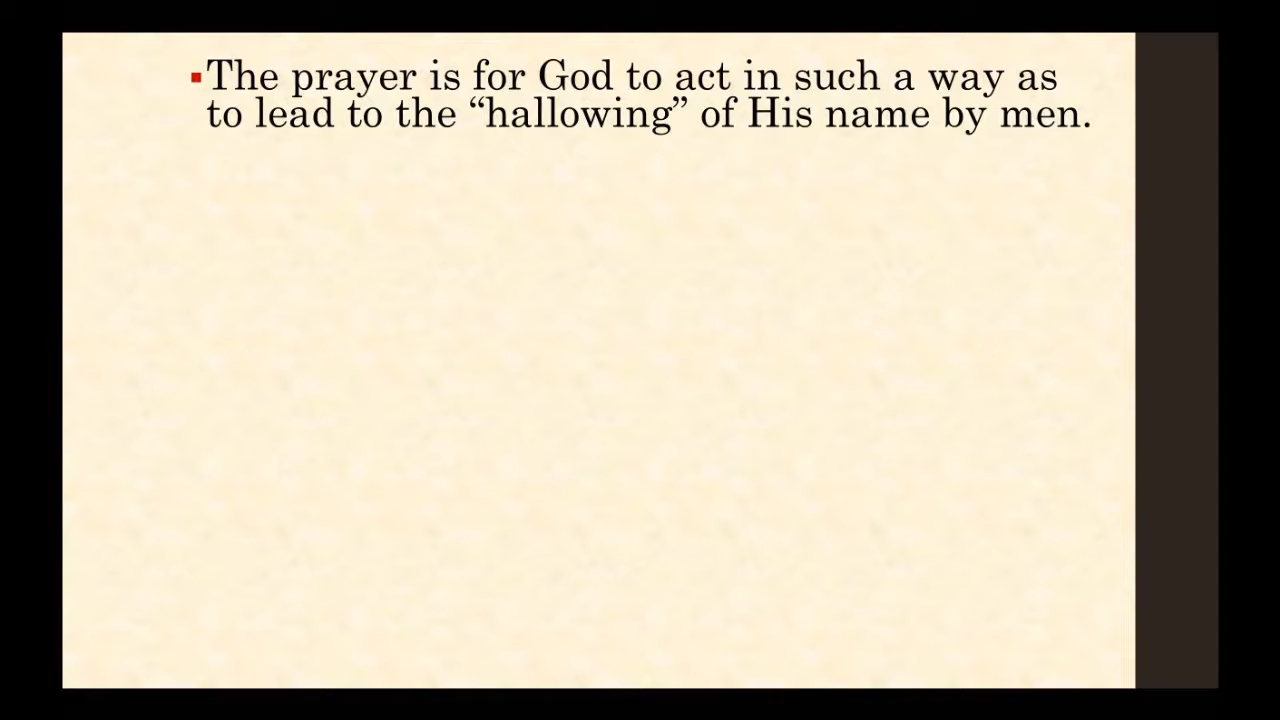 ▪The prayer is for God to act in such a way as
to lead to the “hallowing” of His name by men.